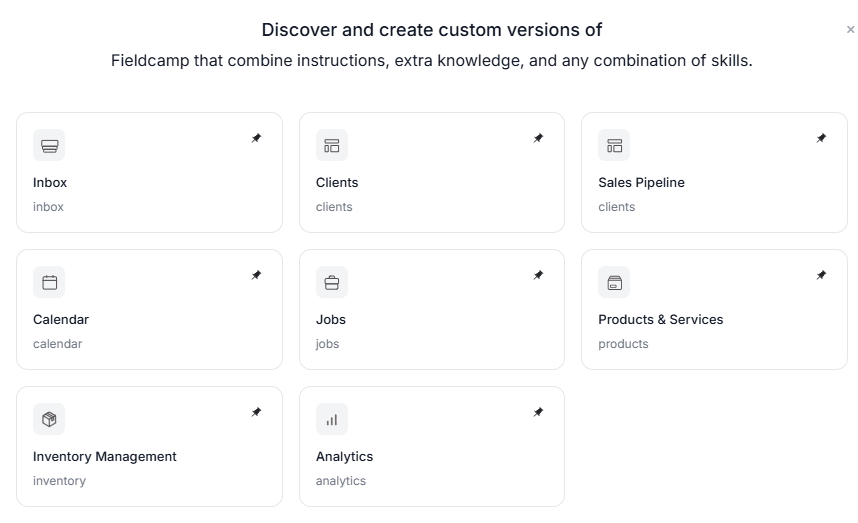 Discover and create custom versions of
Fieldcamp that combine instructions, extra knowledge, and any combination of skills.
Inbox
inbox
Clients
clients
Sales Pipeline
clients
Calendar
calendar
Jobs
jobs
Products & Services
products
Inventory Management
inventory
Analytics
analytics